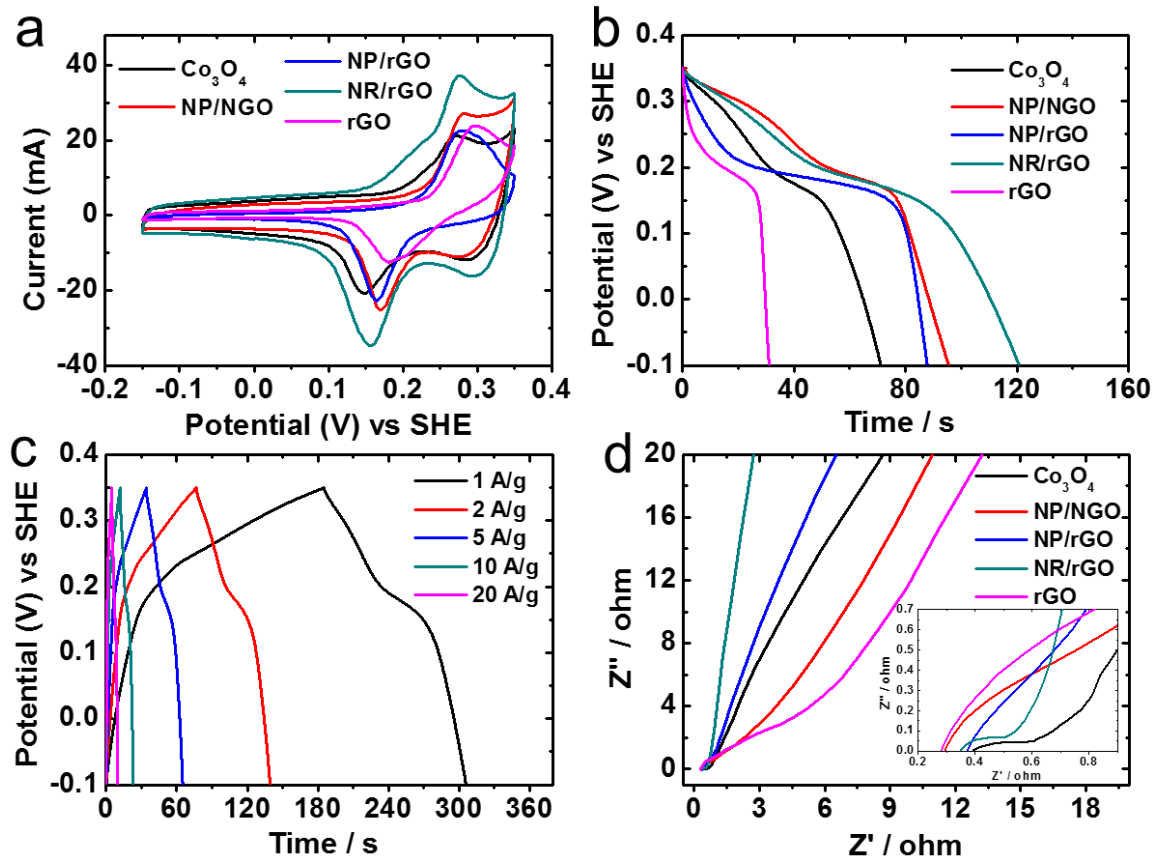 a
Co₃O₄
NP/NGO
NP/rGO
NR/rGO
rGO
40
20
0
-20
-40
Current (mA)
-0.2 -0.1 0.0 0.1 0.2 0.3 0.4
Potential (V) vs SHE
b
Co₃O₄
NP/NGO
NP/rGO
NR/rGO
rGO
0.4
0.3
0.2
0.1
0.0
-0.1
Potential (V) vs SHE
0 40 80 120 160
Time / s
c
1 A/g
2 A/g
5 A/g
10 A/g
20 A/g
0.4
0.3
0.2
0.1
0.0
-0.1
Potential (V) vs SHE
0 60 120 180 240 300 360
Time / s
d
Co₃O₄
NP/NGO
NP/rGO
NR/rGO
rGO
20
16
12
8
4
0
Z'' / ohm
3 6 9 12 15 18
Z' / ohm
0.7
0.6
0.5
0.4
0.3
0.2
0.1
0.0
Z'' / ohm
0.2 0.4 0.6 0.8
Z' / ohm